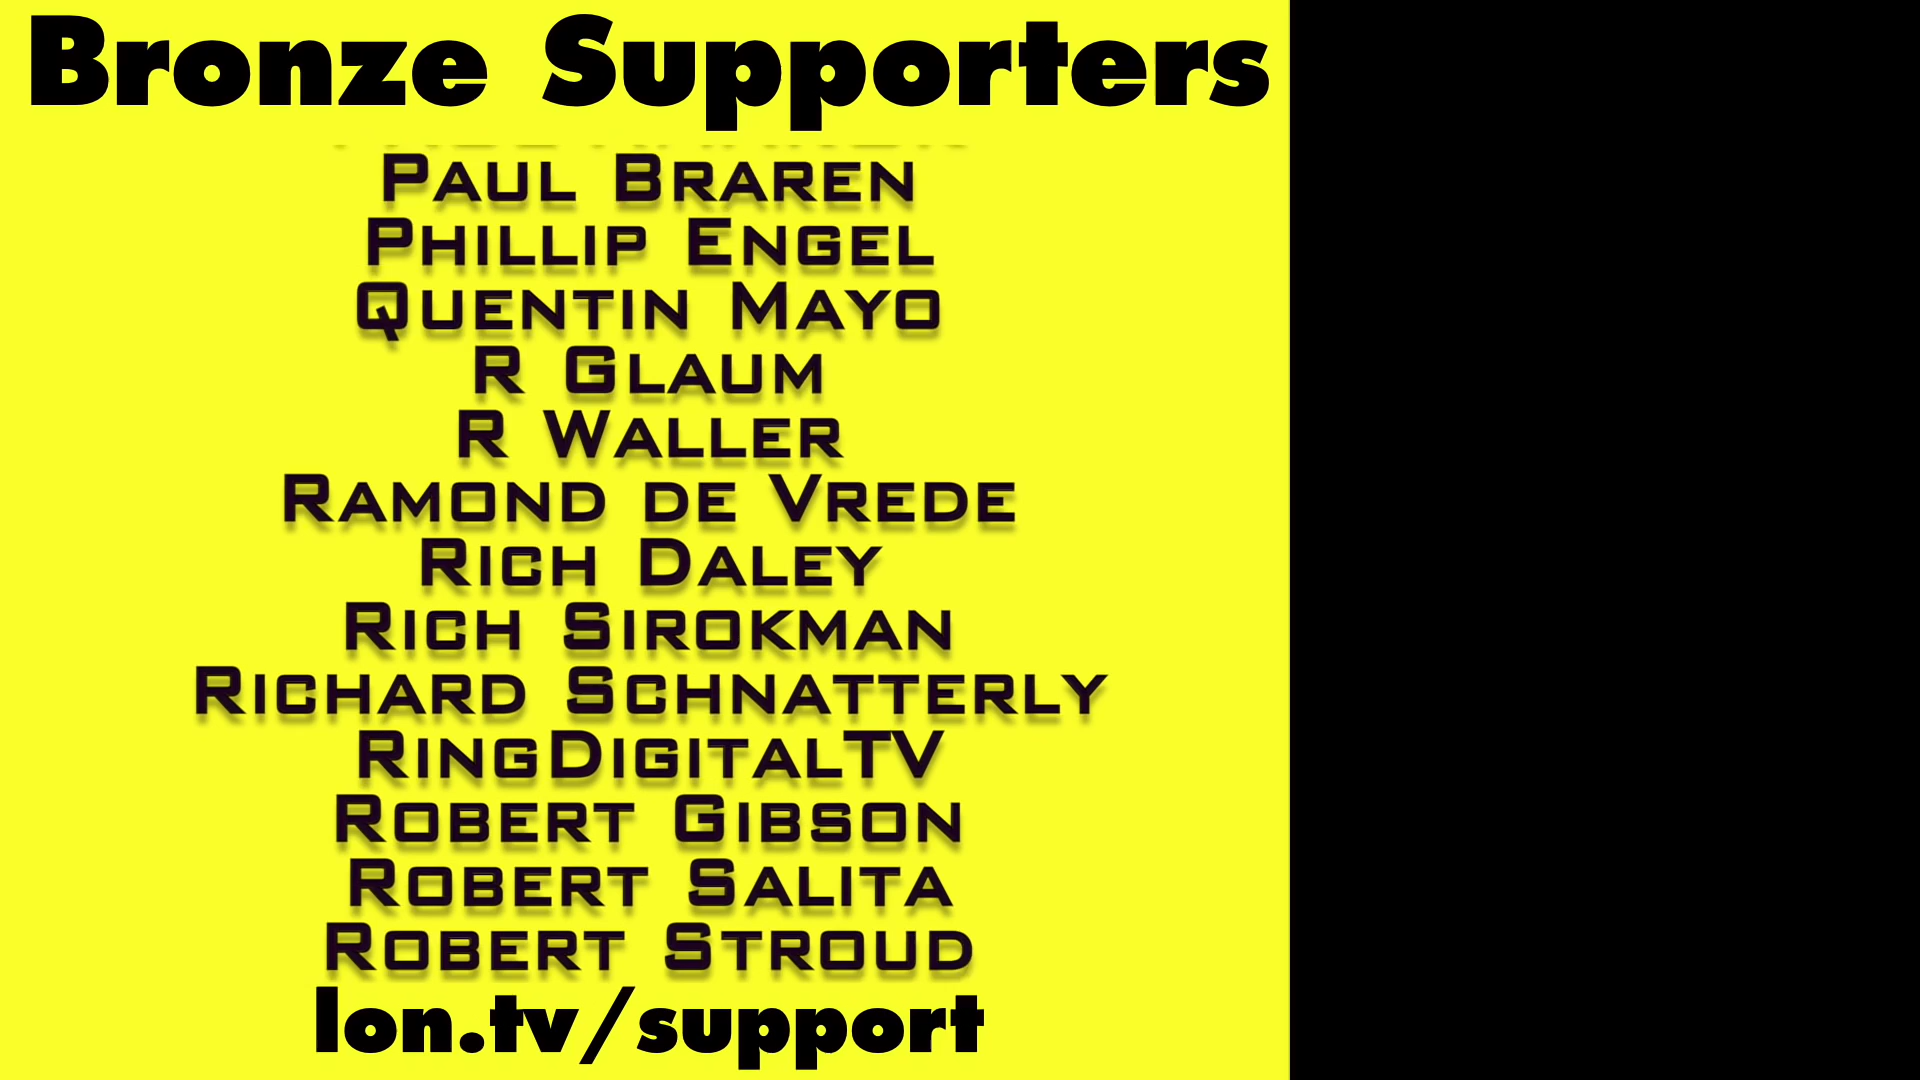 Bronze Supporters
Paul Braren
Phillip Engel
Quentin Mayo
R Glaum
R Waller
Ramond de Vrede
Rich Daley
Rich Sirokman
Richard Schnatterly
RingDigitalTV
Robert Gibson
Robert Salita
Robert Stroud
lon.tv/support